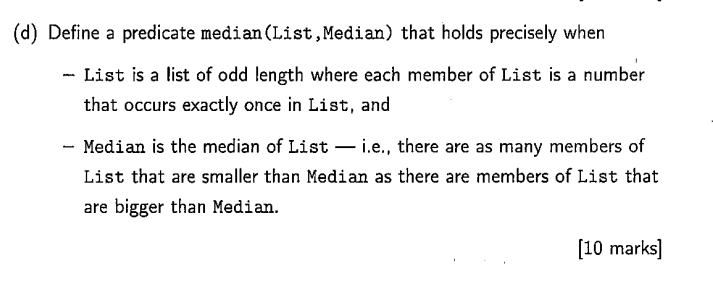 (d) Define a predicate median(List,Median) that holds precisely when
– List is a list of odd length where each member of List is a number
that occurs exactly once in List, and
– Median is the median of List — i.e., there are as many members of
List that are smaller than Median as there are members of List that
are bigger than Median.
[10 marks]